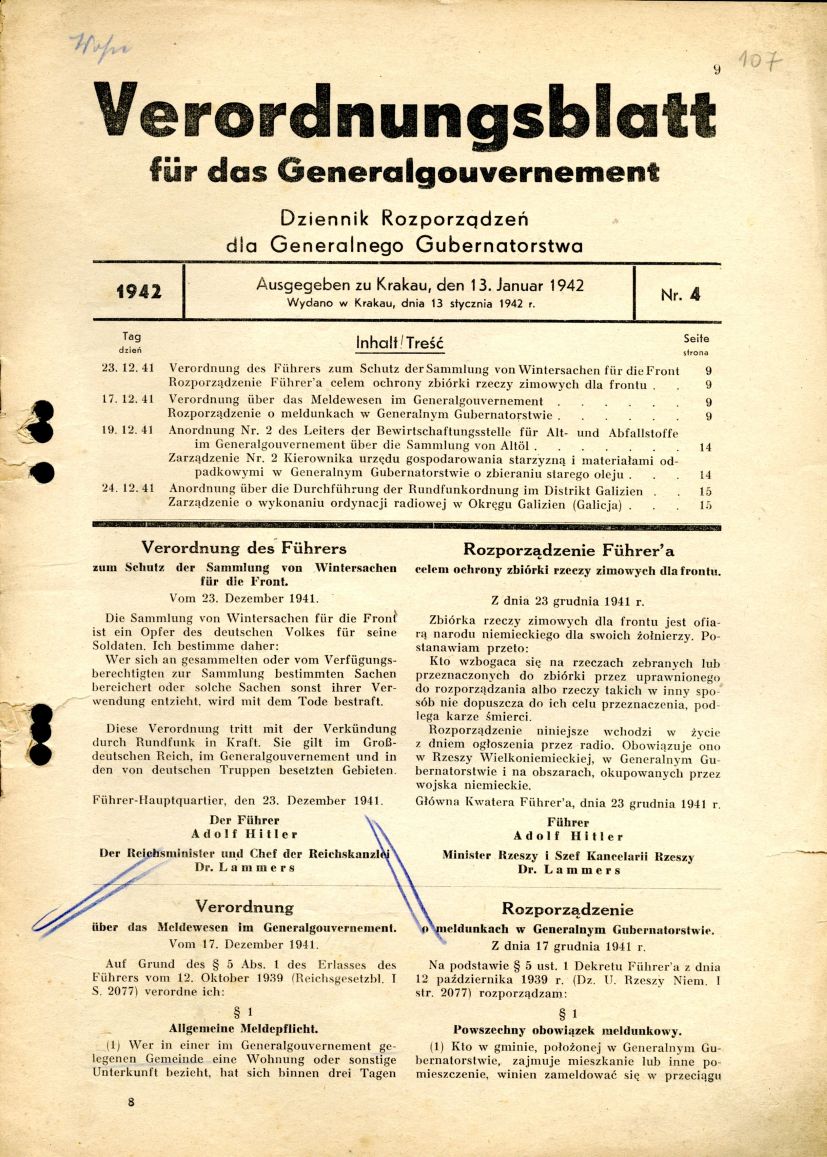 9
107
Verordnungsblatt
für das Generalgouvernement
Dziennik Rozporządzeń
dla Generalnego Gubernatorstwa
1942
Ausgegeben zu Krakau, den 13. Januar 1942
Wydano w Krakau, dnia 13 stycznia 1942 r.
Nr. 4
Tag
dzień
Inhalt/Treść
Seite
strona
23. 12. 41 Verordnung des Führers zum Schutz der Sammlung von Wintersachen für die Front 9
Rozporządzenie Führer'a celem ochrony zbiórki rzeczy zimowych dla frontu . . 9
17. 12. 41 Verordnung über das Meldewesen im Generalgouvernement . . . . . . 9
Rozporządzenie o meldunkach w Generalnym Gubernatorstwie . . . . . . 9
19. 12. 41 Anordnung Nr. 2 des Leiters der Bewirtschaftungsstelle für Alt- und Abfallstoffe
im Generalgouvernement über die Sammlung von Altöl . . . . . . . 14
Zarządzenie Nr. 2 Kierownika urzędu gospodarowania starzyzną i materiałami od-
padkowymi w Generalnym Gubernatorstwie o zbieraniu starego oleju . . . 14
24. 12. 41 Anordnung über die Durchführung der Rundfunkordnung im Distrikt Galizien . . 15
Zarządzenie o wykonaniu ordynacji radiowej w Okręgu Galizien (Galicja) . . . 15
Verordnung des Führers
zum Schutz der Sammlung von Wintersachen
für die Front.
Vom 23. Dezember 1941.
Die Sammlung von Wintersachen für die Front
ist ein Opfer des deutschen Volkes für seine
Soldaten. Ich bestimme daher:
Wer sich an gesammelten oder vom Verfügungs-
berechtigten zur Sammlung bestimmten Sachen
bereichert oder solche Sachen sonst ihrer Ver-
wendung entzieht, wird mit dem Tode bestraft.
Diese Verordnung tritt mit der Verkündung
durch Rundfunk in Kraft. Sie gilt im Groß-
deutschen Reich, im Generalgouvernement und in
den von deutschen Truppen besetzten Gebieten.
Führer-Hauptquartier, den 23. Dezember 1941.
Der Führer
Adolf Hitler
Der Reichsminister und Chef der Reichskanzlei
Dr. Lammers
Verordnung
über das Meldewesen im Generalgouvernement.
Vom 17. Dezember 1941.
Auf Grund des § 5 Abs. 1 des Erlasses des
Führers vom 12. Oktober 1939 (Reichsgesetzbl. I
S. 2077) verordne ich:
§ 1
Allgemeine Meldepflicht.
(1) Wer in einer im Generalgouvernement ge-
legenen Gemeinde eine Wohnung oder sonstige
Unterkunft bezieht, hat sich binnen drei Tagen
8
Rozporządzenie Führer'a
celem ochrony zbiórki rzeczy zimowych dla frontu.
Z dnia 23 grudnia 1941 r.
Zbiórka rzeczy zimowych dla frontu jest ofia-
rą narodu niemieckiego dla swoich żołnierzy. Po-
stanawiam przeto:
Kto wzbogaca się na rzeczach zebranych lub
przeznaczonych do zbiórki przez uprawnionego
do rozporządzania albo rzeczy takich w inny spo-
sób nie dopuszcza do ich celu przeznaczenia, pod-
lega karze śmierci.
Rozporządzenie niniejsze wchodzi w życie
z dniem ogłoszenia przez radio. Obowiązuje ono
w Rzeszy Wielkoniemieckiej, w Generalnym Gu-
bernatorstwie i na obszarach, okupowanych przez
wojska niemieckie.
Główna Kwatera Führer'a, dnia 23 grudnia 1941 r.
Führer
Adolf Hitler
Minister Rzeszy i Szef Kancelarii Rzeszy
Dr. Lammers
Rozporządzenie
o meldunkach w Generalnym Gubernatorstwie.
Z dnia 17 grudnia 1941 r.
Na podstawie § 5 ust. 1 Dekretu Führer'a z dnia
12 października 1939 r. (Dz. U. Rzeszy Niem. I
str. 2077) rozporządzam:
§ 1
Powszechny obowiązek meldunkowy.
(1) Kto w gminie, położonej w Generalnym Gu-
bernatorstwie, zajmuje mieszkanie lub inne po-
mieszczenie, winien zameldować się w przeciągu